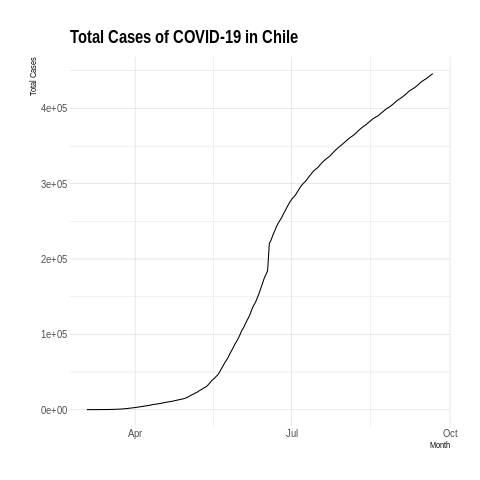 Total Cases of COVID-19 in Chile
Total Cases
4e+05
3e+05
2e+05
1e+05
0e+00
Apr
Jul
Oct
Month